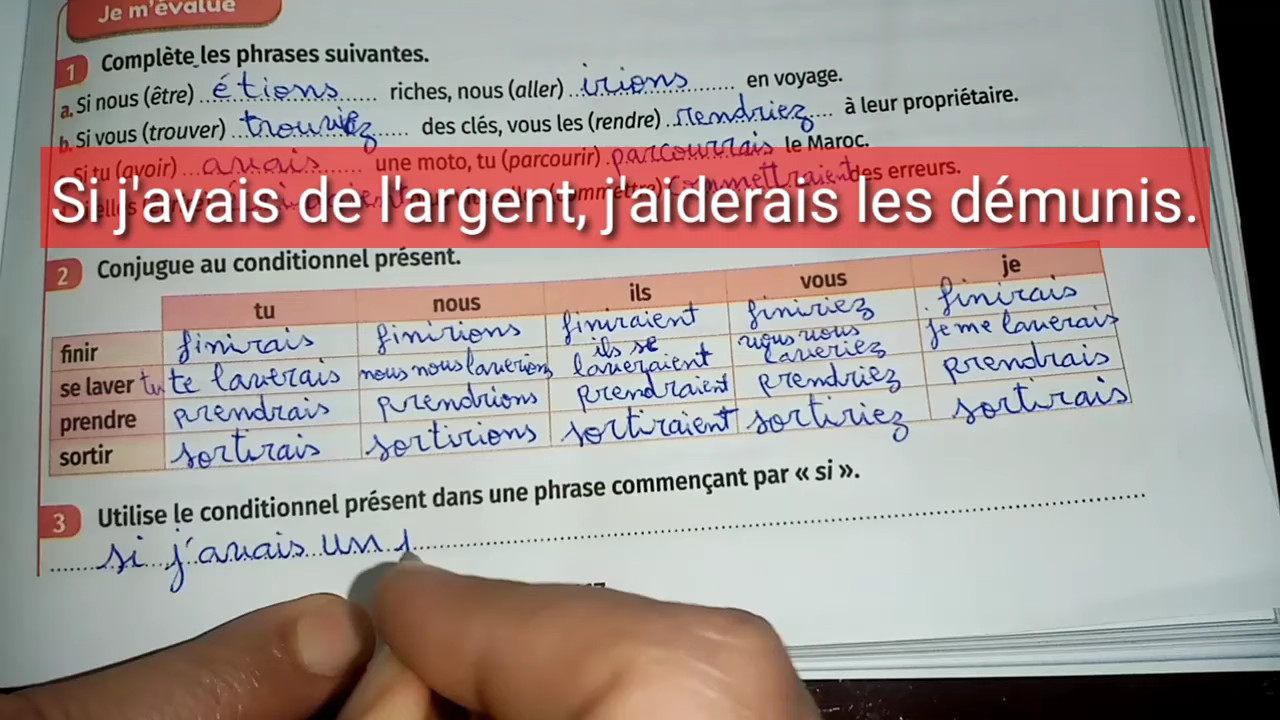 Je m'évalue
1 Complète les phrases suivantes.
a. Si nous (être) étions riches, nous (aller) irions en voyage.
b. Si vous (trouver) trouviez des clés, vous les (rendre) rendriez à leur propriétaire.
Si tu (avoir) avais une moto, tu (parcourir) parcourrais le Maroc.
commettraient des erreurs.
Si j'avais de l'argent, j'aiderais les démunis.
2 Conjugue au conditionnel présent.
tu nous ils vous je
finir finirais finirions finiraient finiriez finirais
se laver tu te laverais nous nous laverions ils se laveraient vous vous laveriez je me laverais
prendre prendrais prendrions prendraient prendriez prendrais
sortir sortirais sortirions sortiraient sortiriez sortirais
3 Utilise le conditionnel présent dans une phrase commençant par « si ».
si j'avais un